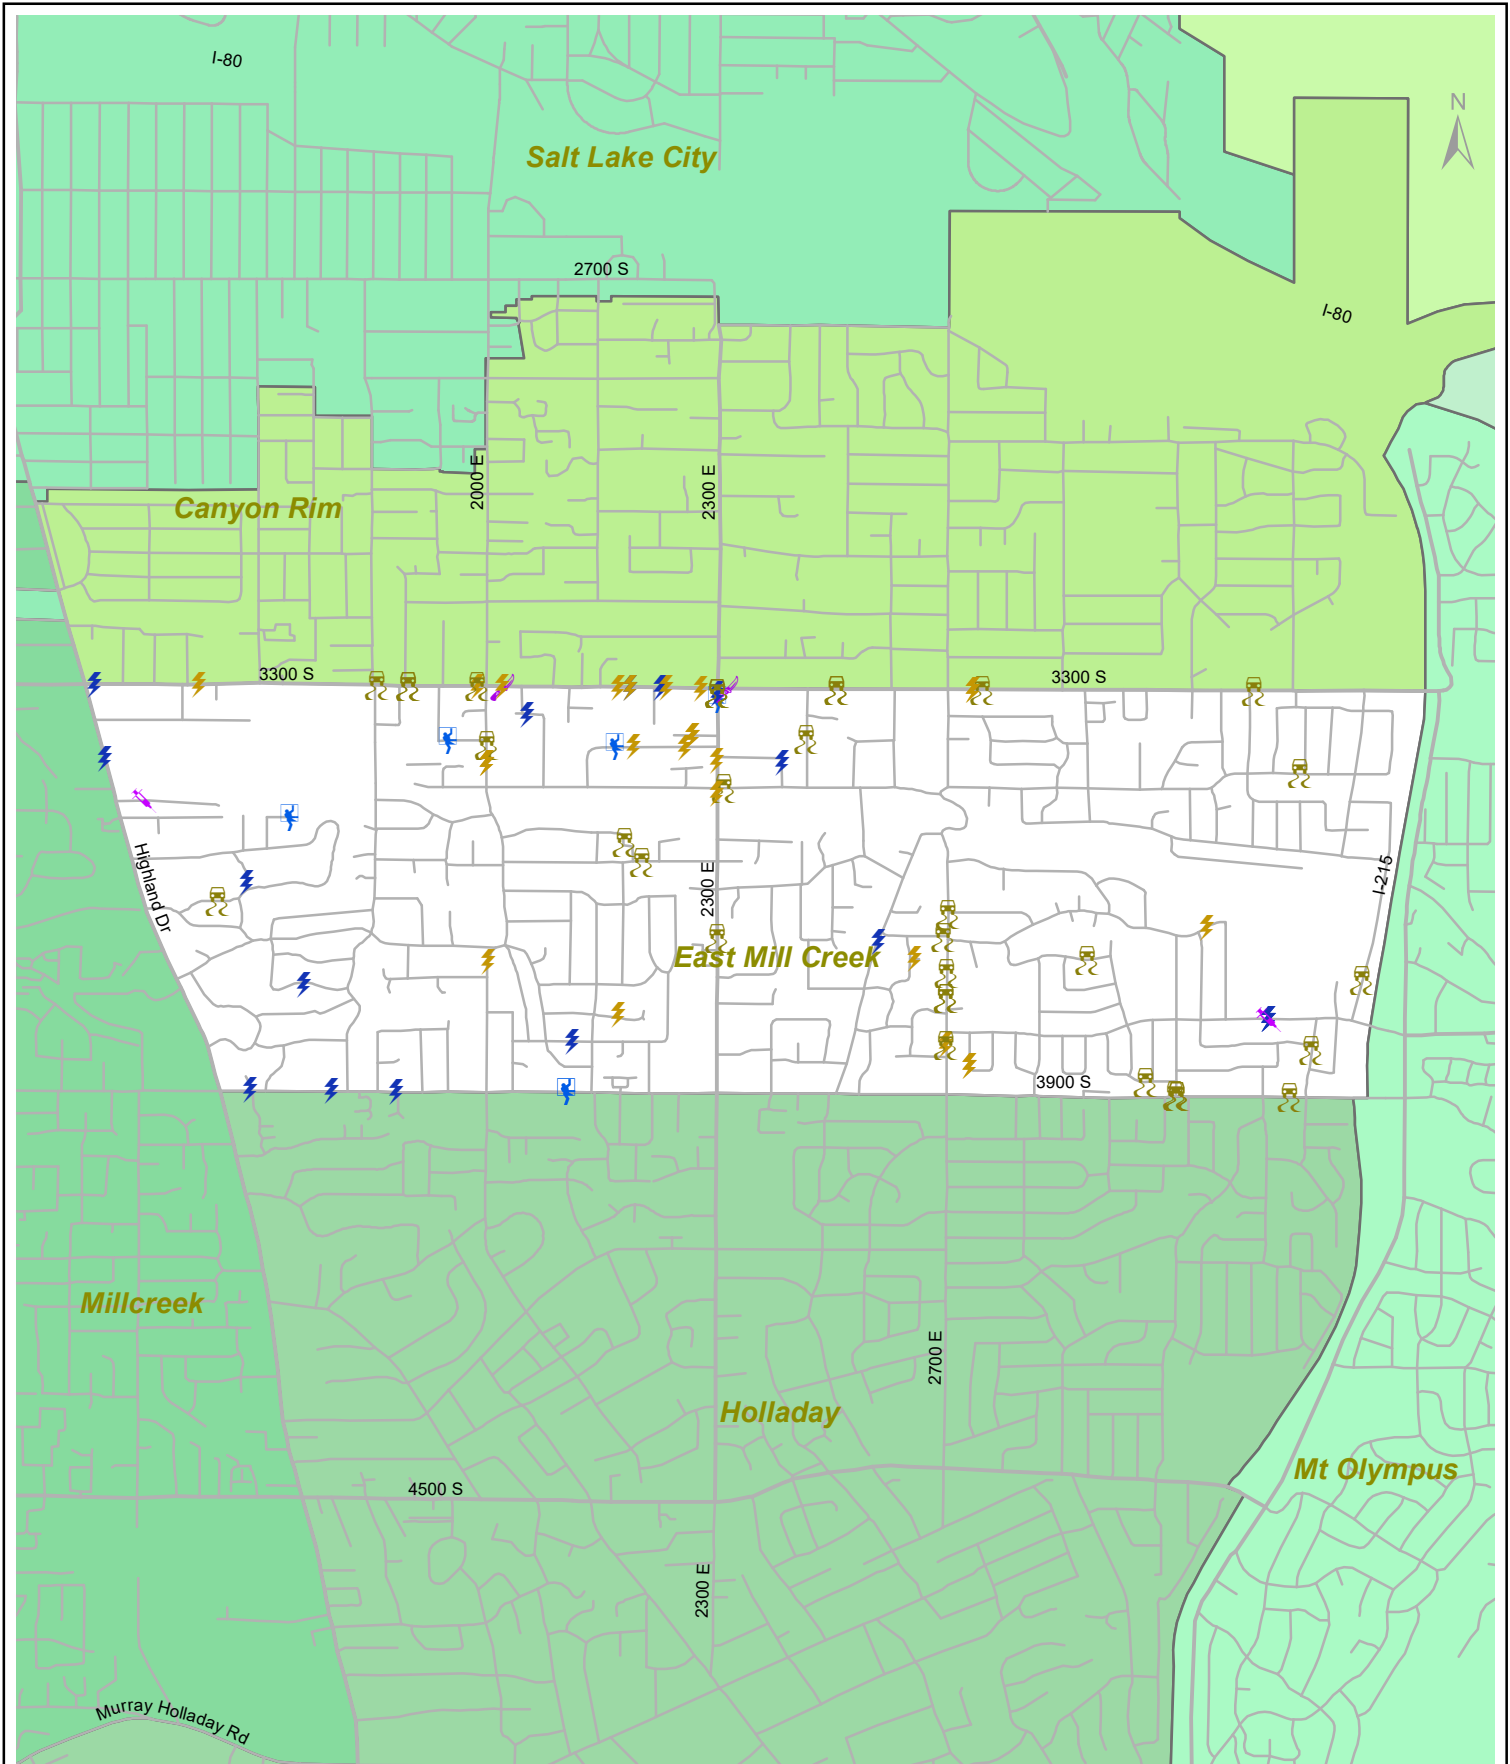 I-80
N
Salt Lake City
2700 S
I-80
2000 E
2300 E
Canyon Rim
3300 S
3300 S
Highland Dr
2300 E
I-215
East Mill Creek
3900 S
Millcreek
2700 E
Holladay
Mt Olympus
4500 S
2300 E
Murray Holladay Rd